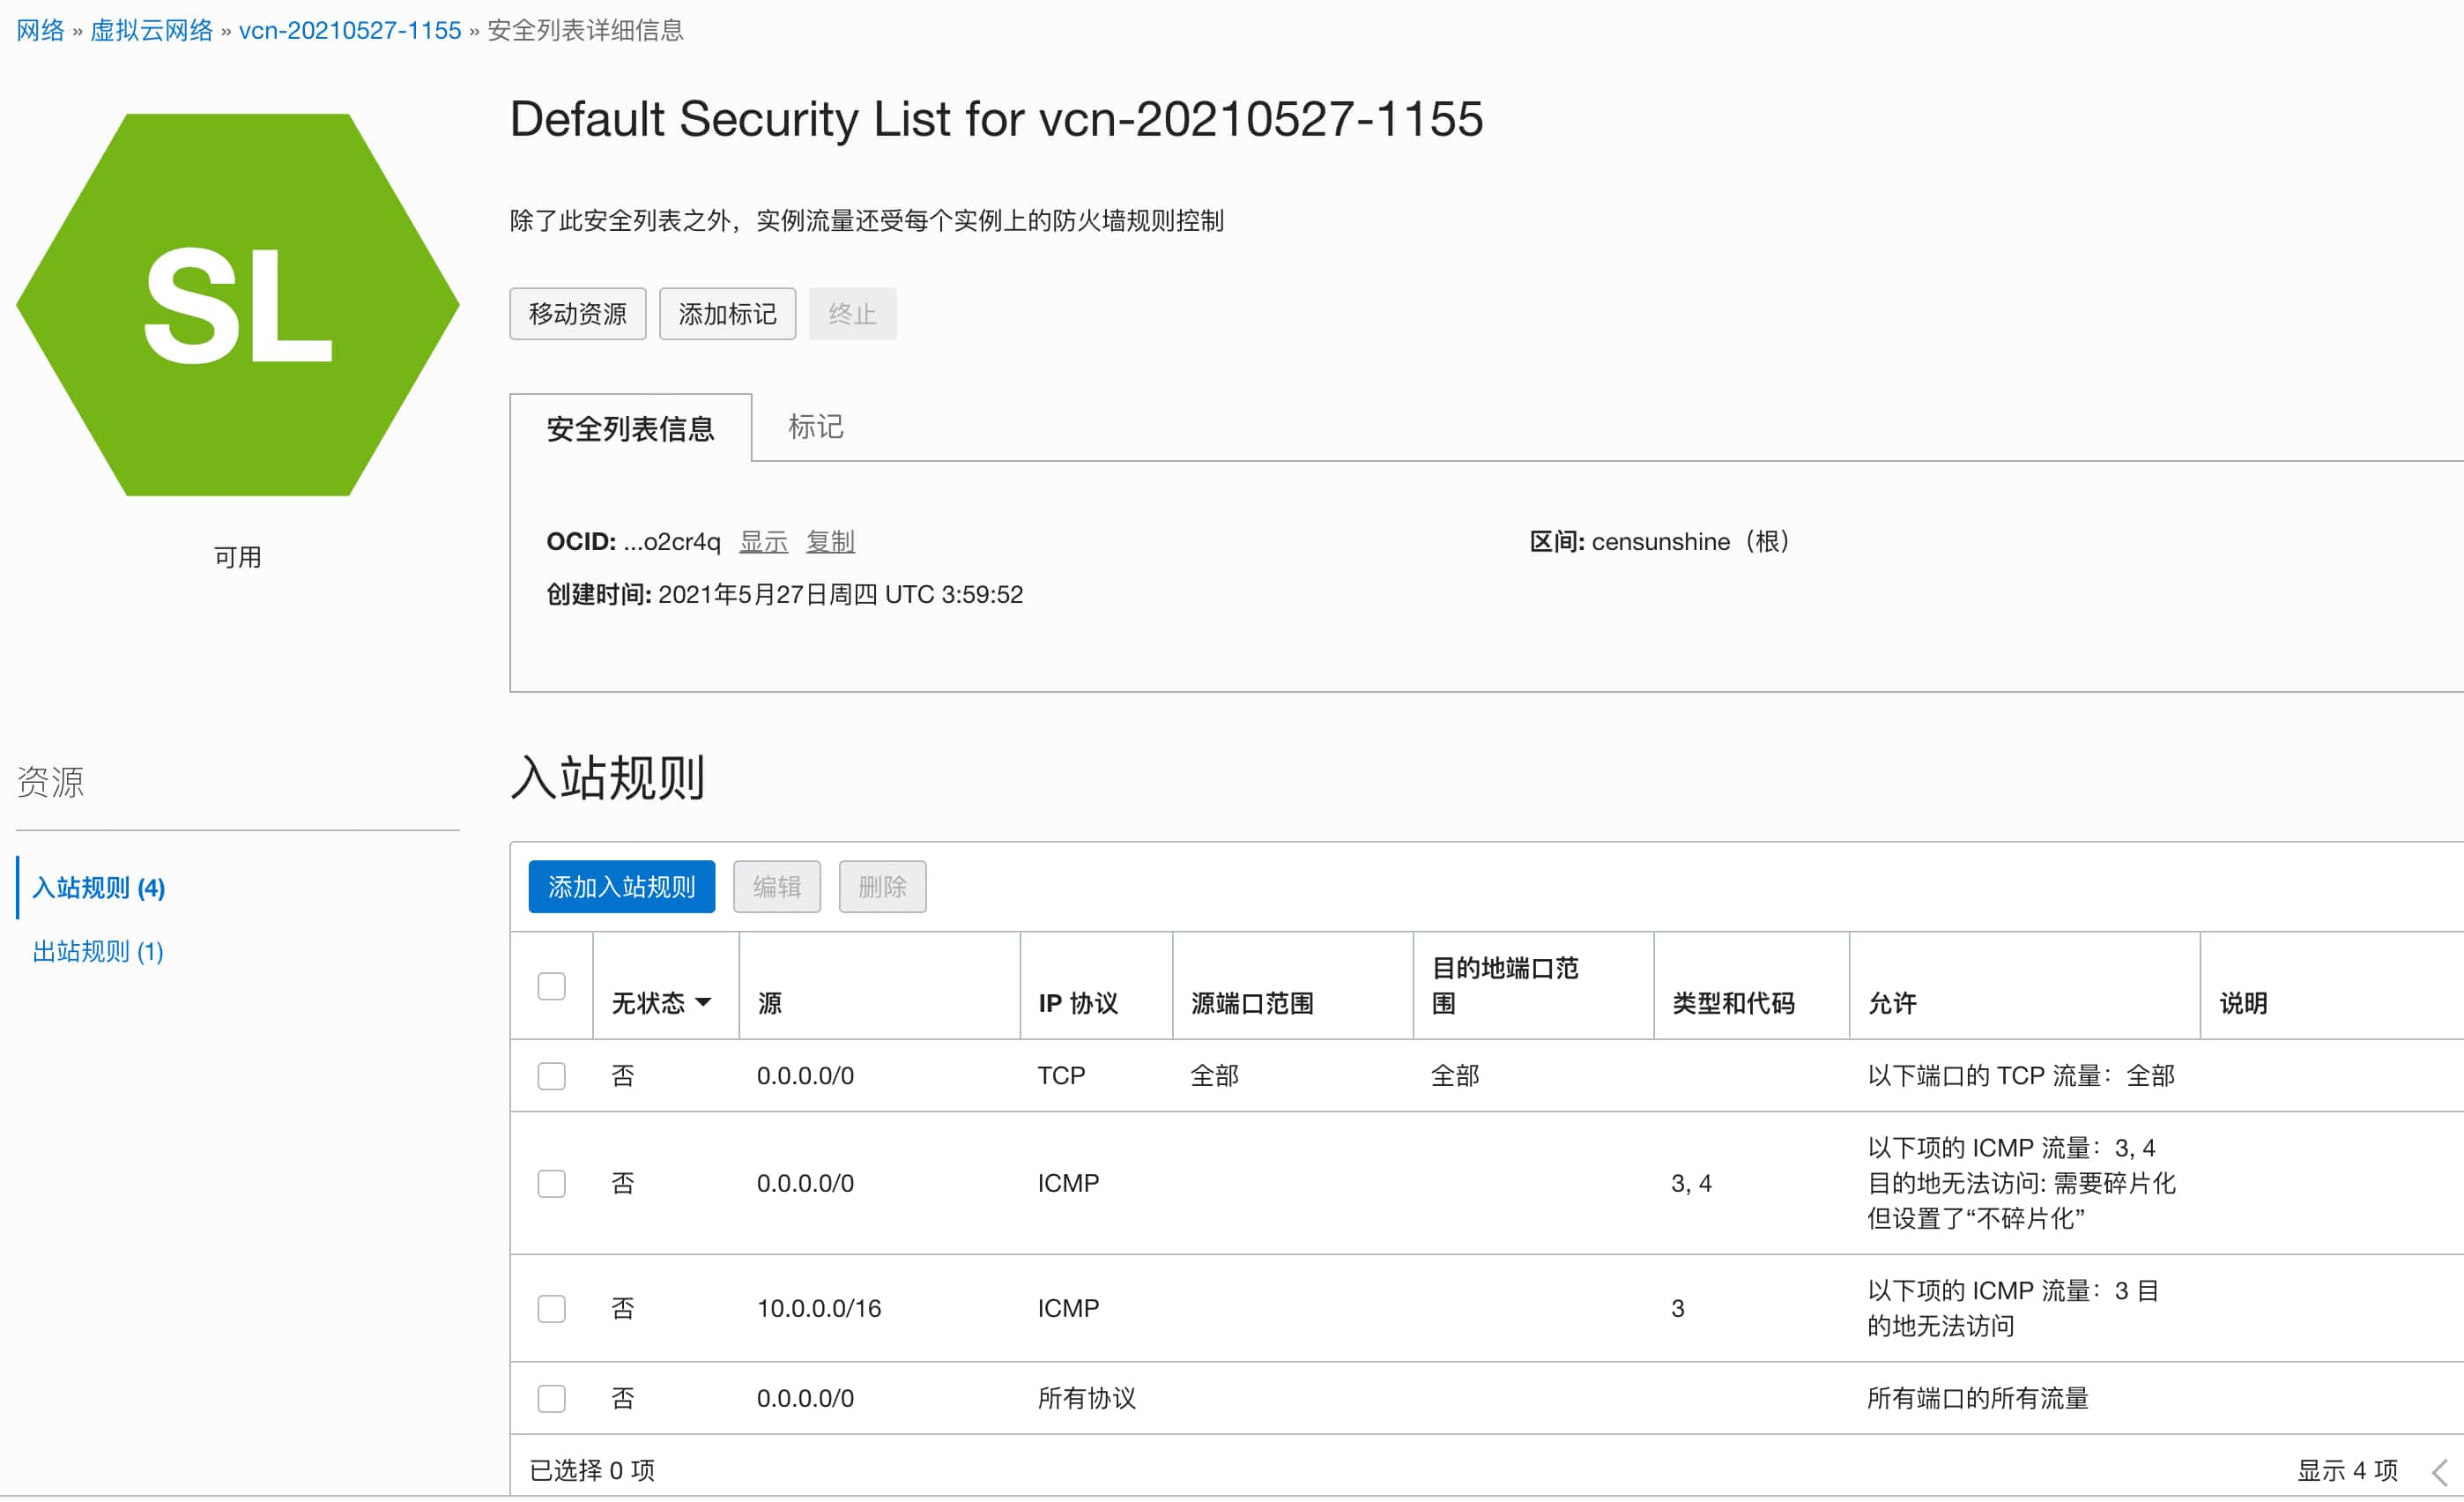 网络 » 虚拟云网络 » vcn-20210527-1155 » 安全列表详细信息
SL
可用
Default Security List for vcn-20210527-1155
除了此安全列表之外，实例流量还受每个实例上的防火墙规则控制
移动资源 添加标记 终止
安全列表信息 标记
OCID: ...o2cr4q 显示 复制 区间: censunshine（根）
创建时间: 2021年5月27日周四 UTC 3:59:52
资源
入站规则 (4)
出站规则 (1)
入站规则
添加入站规则 编辑 删除
无状态 源 IP 协议 源端口范围 目的地端口范
围 类型和代码 允许 说明
否 0.0.0.0/0 TCP 全部 全部 以下端口的 TCP 流量：全部
否 0.0.0.0/0 ICMP 3, 4 以下项的 ICMP 流量：3, 4
目的地无法访问: 需要碎片化
但设置了“不碎片化”
否 10.0.0.0/16 ICMP 3 以下项的 ICMP 流量：3 目
的地无法访问
否 0.0.0.0/0 所有协议 所有端口的所有流量
已选择 0 项 显示 4 项